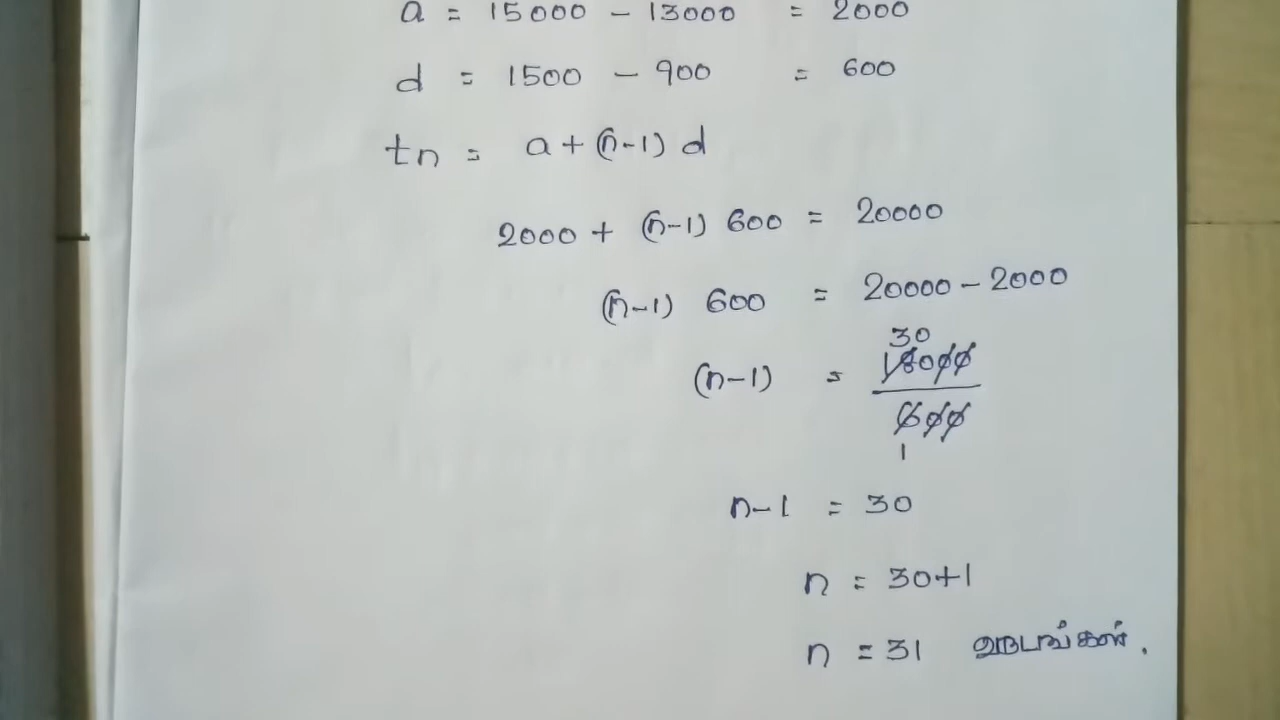 a = 15000 - 13000 = 2000
d = 1500 - 900 = 600
tn = a + (n-1) d
2000 + (n-1) 600 = 20000
(n-1) 600 = 20000 - 2000
30
(n-1) = 18000
600
1
n-1 = 30
n = 30+1
n = 31 வருடங்கள்.